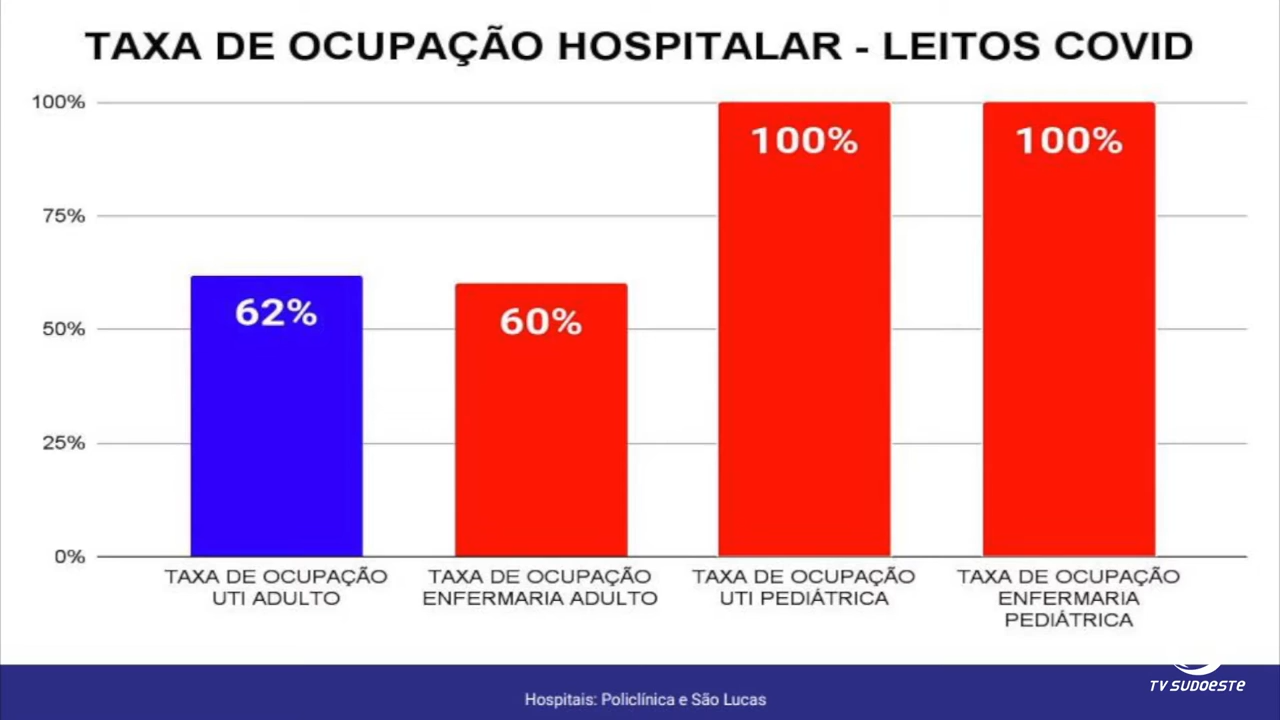 TAXA DE OCUPAÇÃO HOSPITALAR - LEITOS COVID
100%
75%
50%
25%
0%
62%
60%
100%
100%
TAXA DE OCUPAÇÃO
UTI ADULTO
TAXA DE OCUPAÇÃO
ENFERMARIA ADULTO
TAXA DE OCUPAÇÃO
UTI PEDIÁTRICA
TAXA DE OCUPAÇÃO
ENFERMARIA
PEDIÁTRICA
Hospitais: Policlínica e São Lucas
TV SUDOESTE